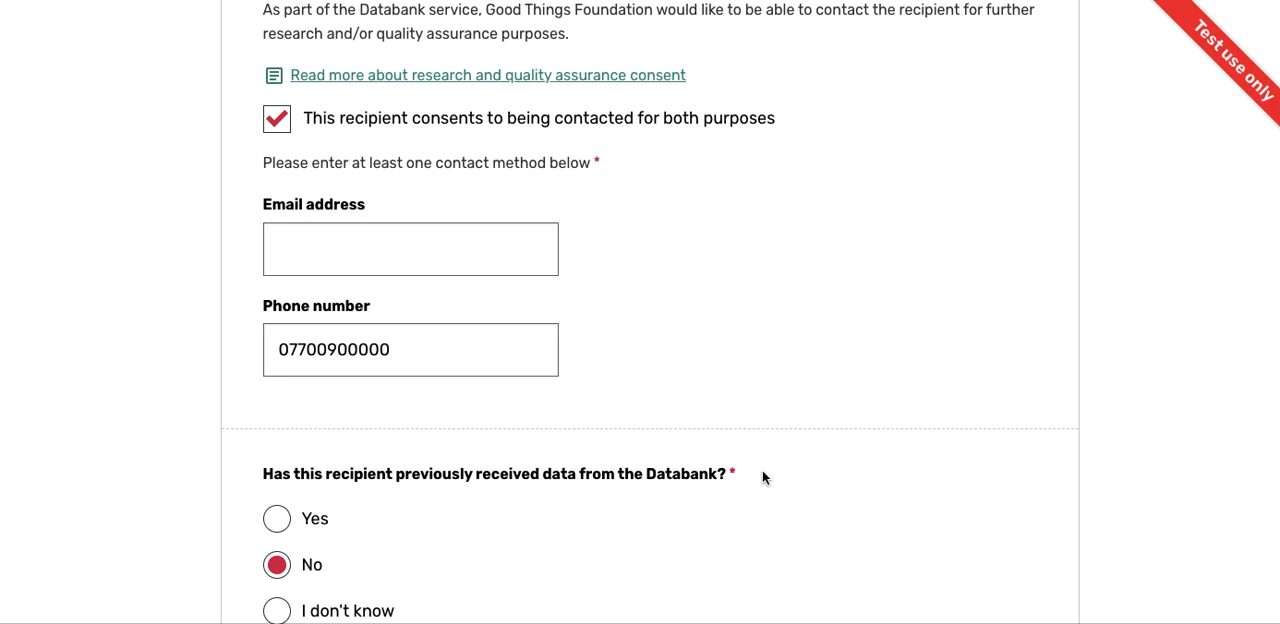 As part of the Databank service, Good Things Foundation would like to be able to contact the recipient for further
research and/or quality assurance purposes.
Test use only
Read more about research and quality assurance consent
This recipient consents to being contacted for both purposes
Please enter at least one contact method below *
Email address
Phone number
07700900000
Has this recipient previously received data from the Databank? *
Yes
No
I don't know